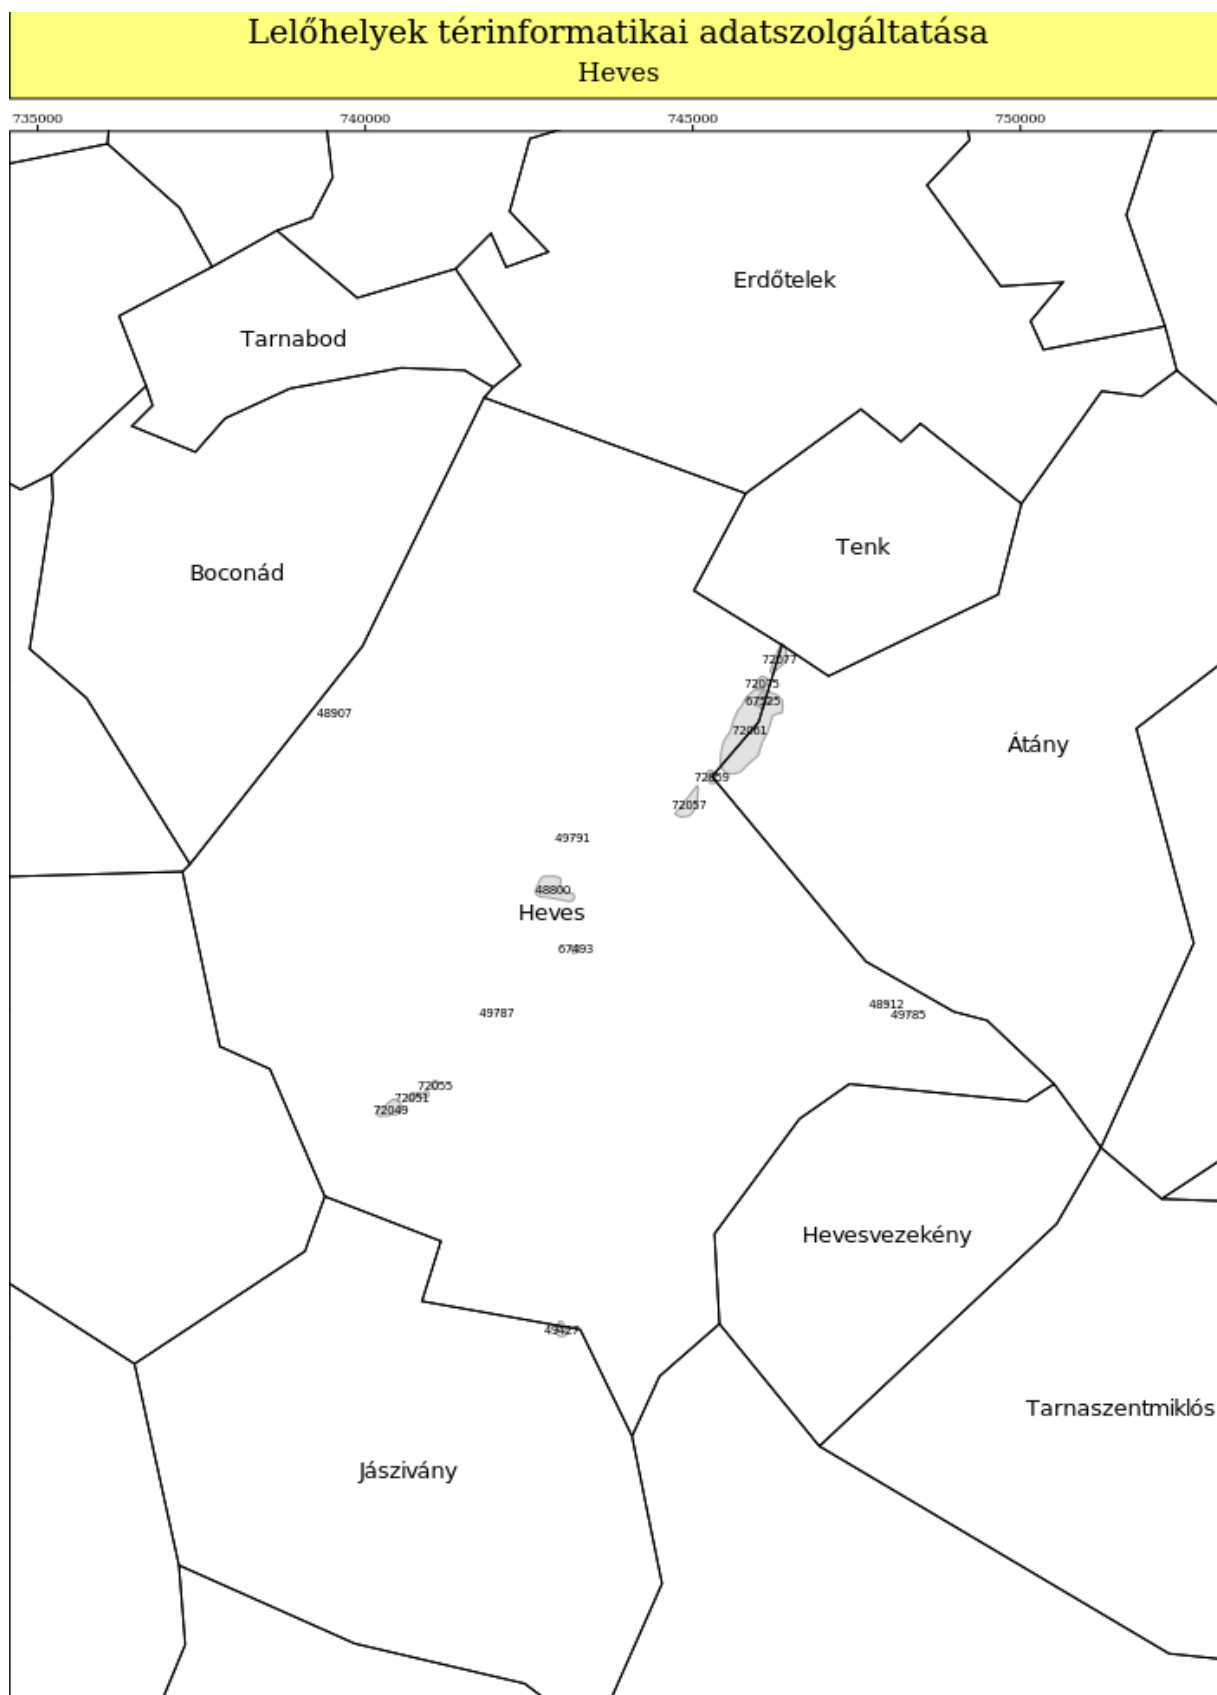 Lelőhelyek térinformatikai adatszolgáltatása
Heves
735000 740000 745000 750000
Erdőtelek
Tarnabod
Tenk
Boconád
72077
72075
67525
48907
72061
Átány
72059
72057
49791
48800
Heves
67493
48912
49787
49785
72055
72051
72049
Hevesvezekény
49427
Tarnaszentmiklós
Jászivány